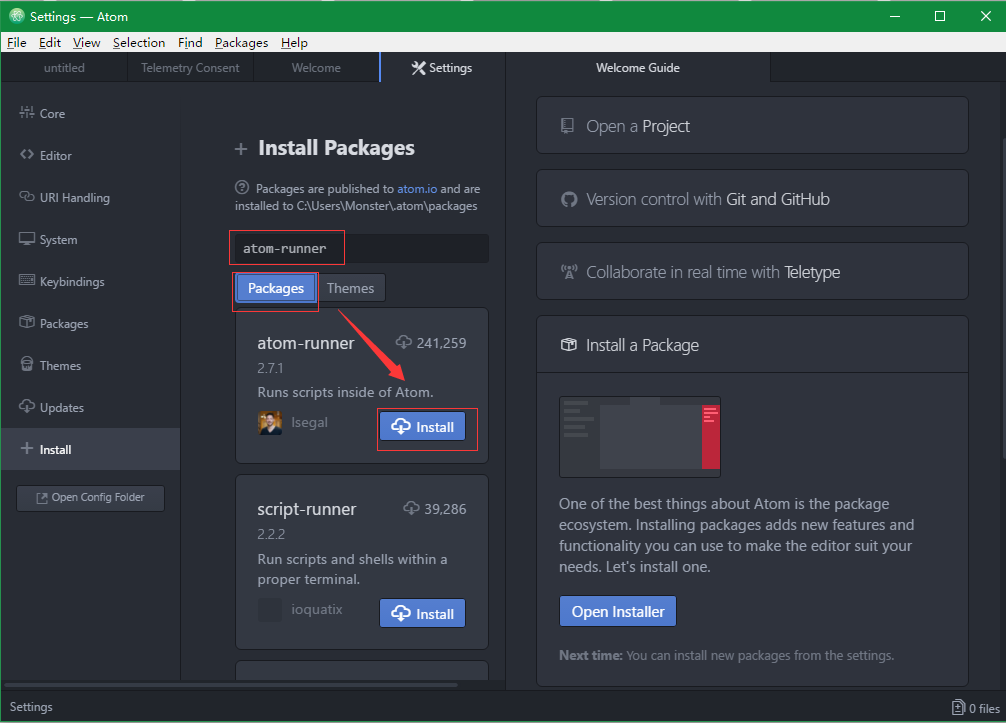 Settings — Atom
File Edit View Selection Find Packages Help
untitled
Telemetry Consent
Welcome
Settings
Welcome Guide
Core
Editor
URI Handling
System
Keybindings
Packages
Themes
Updates
Install
Open Config Folder
Install Packages
Packages are published to atom.io and are
installed to C:\Users\Monster\.atom\packages
atom-runner
Packages
Themes
atom-runner
241,259
2.7.1
Runs scripts inside of Atom.
lsegal
Install
script-runner
39,286
2.2.2
Run scripts and shells within a
proper terminal.
ioquatix
Install
Open a Project
Version control with Git and GitHub
Collaborate in real time with Teletype
Install a Package
One of the best things about Atom is the package
ecosystem. Installing packages adds new features and
functionality you can use to make the editor suit your
needs. Let's install one.
Open Installer
Next time: You can install new packages from the settings.
Settings
0 files